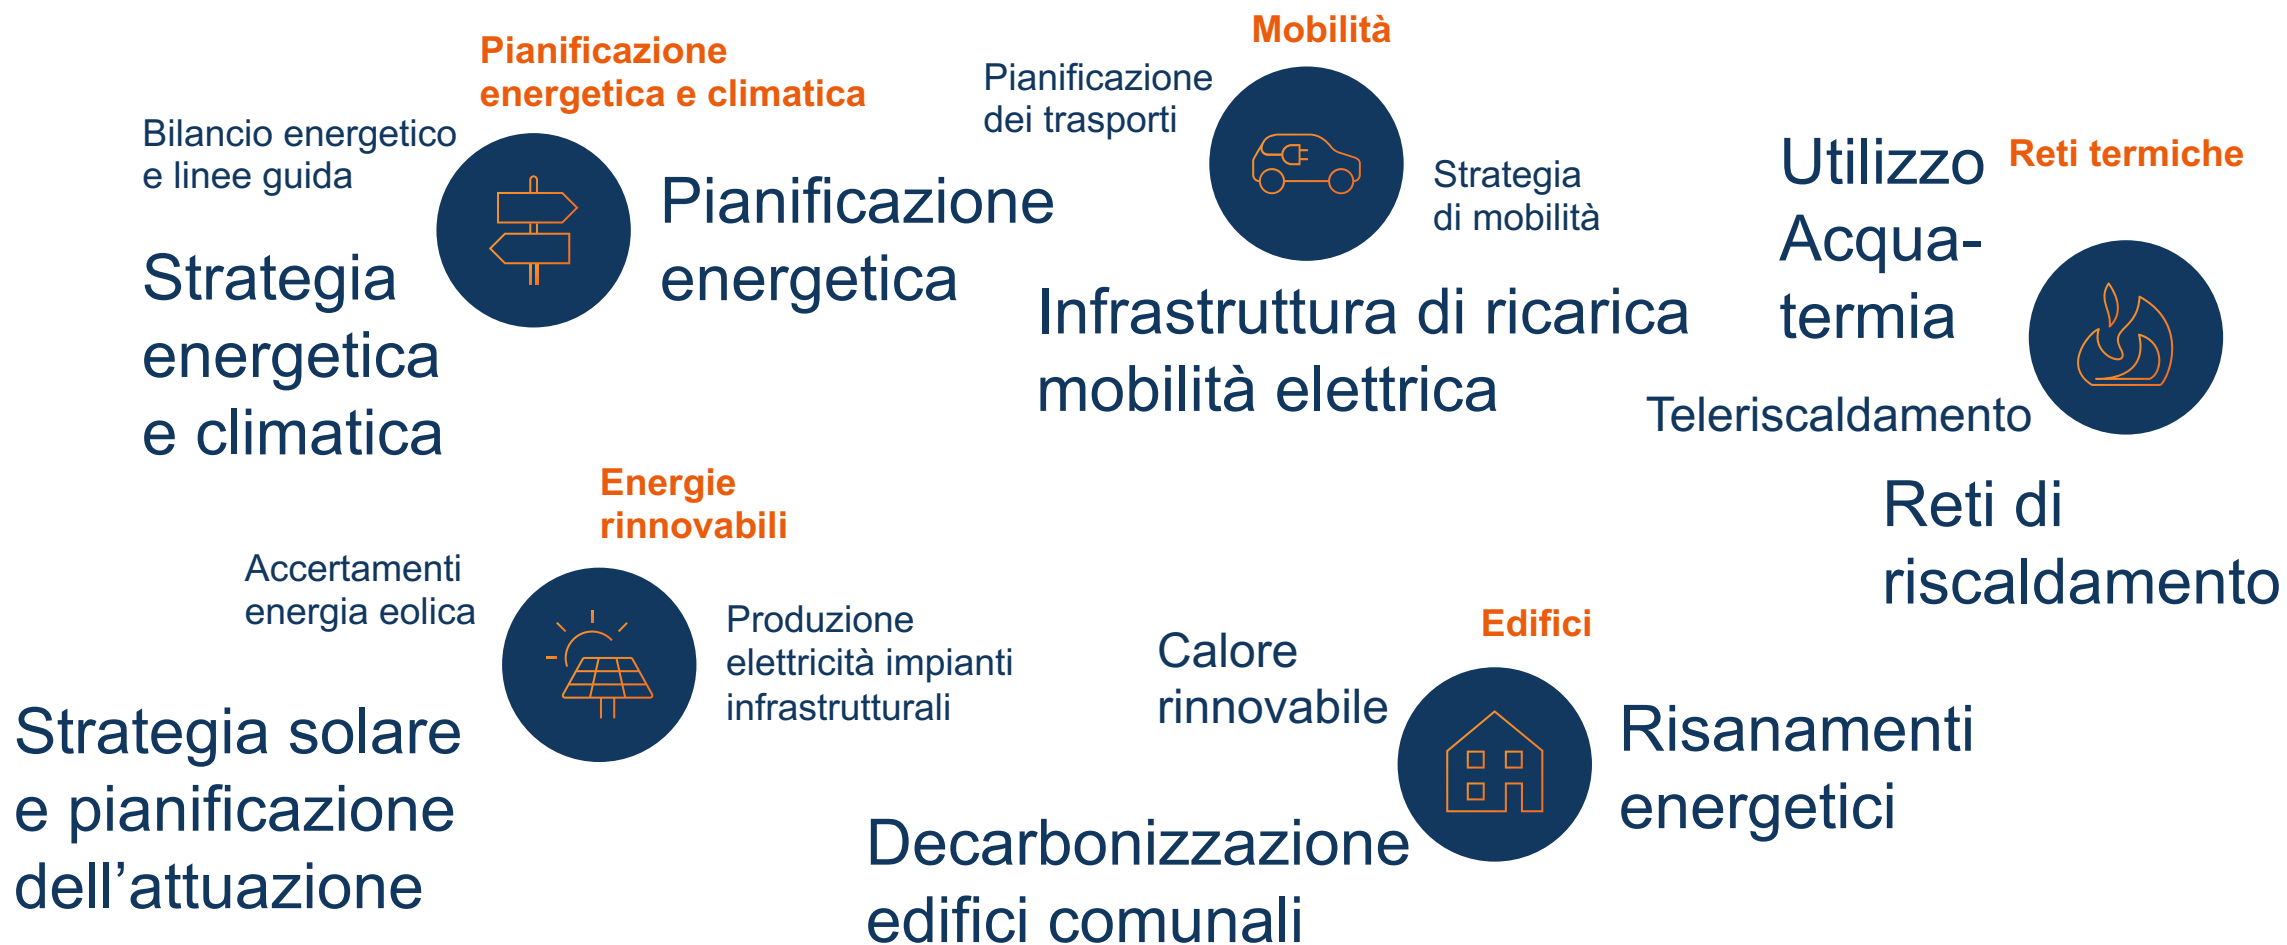 Pianificazione
energetica e climatica
Bilancio energetico
e linee guida
Pianificazione
energetica
Strategia
energetica
e climatica
Mobilità
Pianificazione
dei trasporti
Strategia
di mobilità
Infrastruttura di ricarica
mobilità elettrica
Reti termiche
Utilizzo
Acqua-
termia
Teleriscaldamento
Reti di
riscaldamento
Energie
rinnovabili
Accertamenti
energia eolica
Produzione
elettricità impianti
infrastrutturali
Strategia solare
e pianificazione
dell’attuazione
Edifici
Calore
rinnovabile
Risanamenti
energetici
Decarbonizzazione
edifici comunali